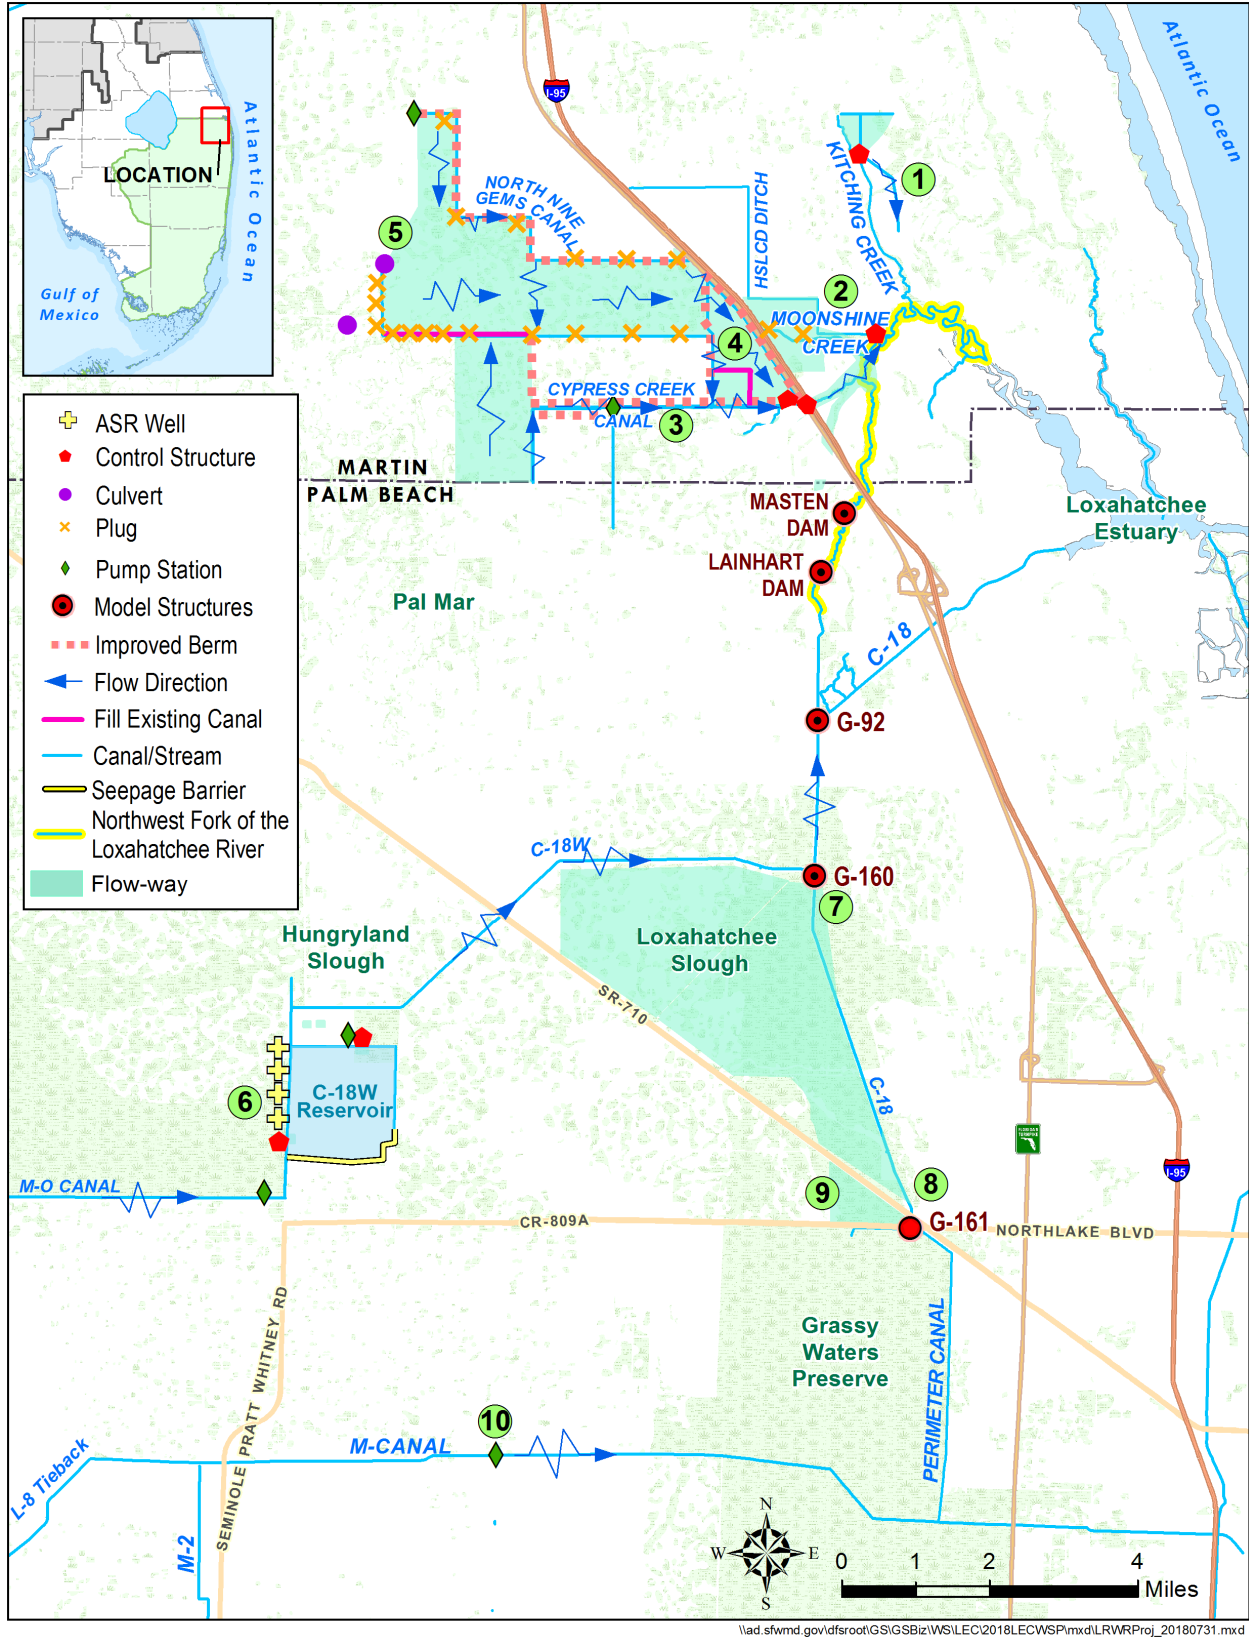 Atlantic Ocean
LOCATION
Atlantic Ocean
Gulf of
Mexico
I-95
1
KITCHING CREEK
HSLCD DITCH
NORTH NINE
GEMS CANAL
5
2
MOONSHINE
CREEK
4
CYPRESS CREEK
CANAL
3
MARTIN
PALM BEACH
ASR Well
Control Structure
Culvert
Plug
Pump Station
Model Structures
Improved Berm
Flow Direction
Fill Existing Canal
Canal/Stream
Seepage Barrier
Northwest Fork of the
Loxahatchee River
Flow-way
MASTEN
DAM
LAINHART
DAM
Loxahatchee
Estuary
Pal Mar
C-18
G-92
C-18W
G-160
7
Hungryland
Slough
Loxahatchee
Slough
SR-710
C-18W
Reservoir
6
C-18
FLORIDA'S
TURNPIKE
I-95
M-O CANAL
9
8
CR-809A
G-161
NORTHLAKE BLVD
SEMINOLE PRATT WHITNEY RD
Grassy
Waters
Preserve
PERIMETER CANAL
10
M-CANAL
L-8 Tieback
M-2
N
W
E
S
0 1 2 4
Miles
\\ad.sfwmd.gov\dfsroot\GS\GSBiz\WS\LEC\2018LECWSP\mxd\LRWRProj_20180731.mxd